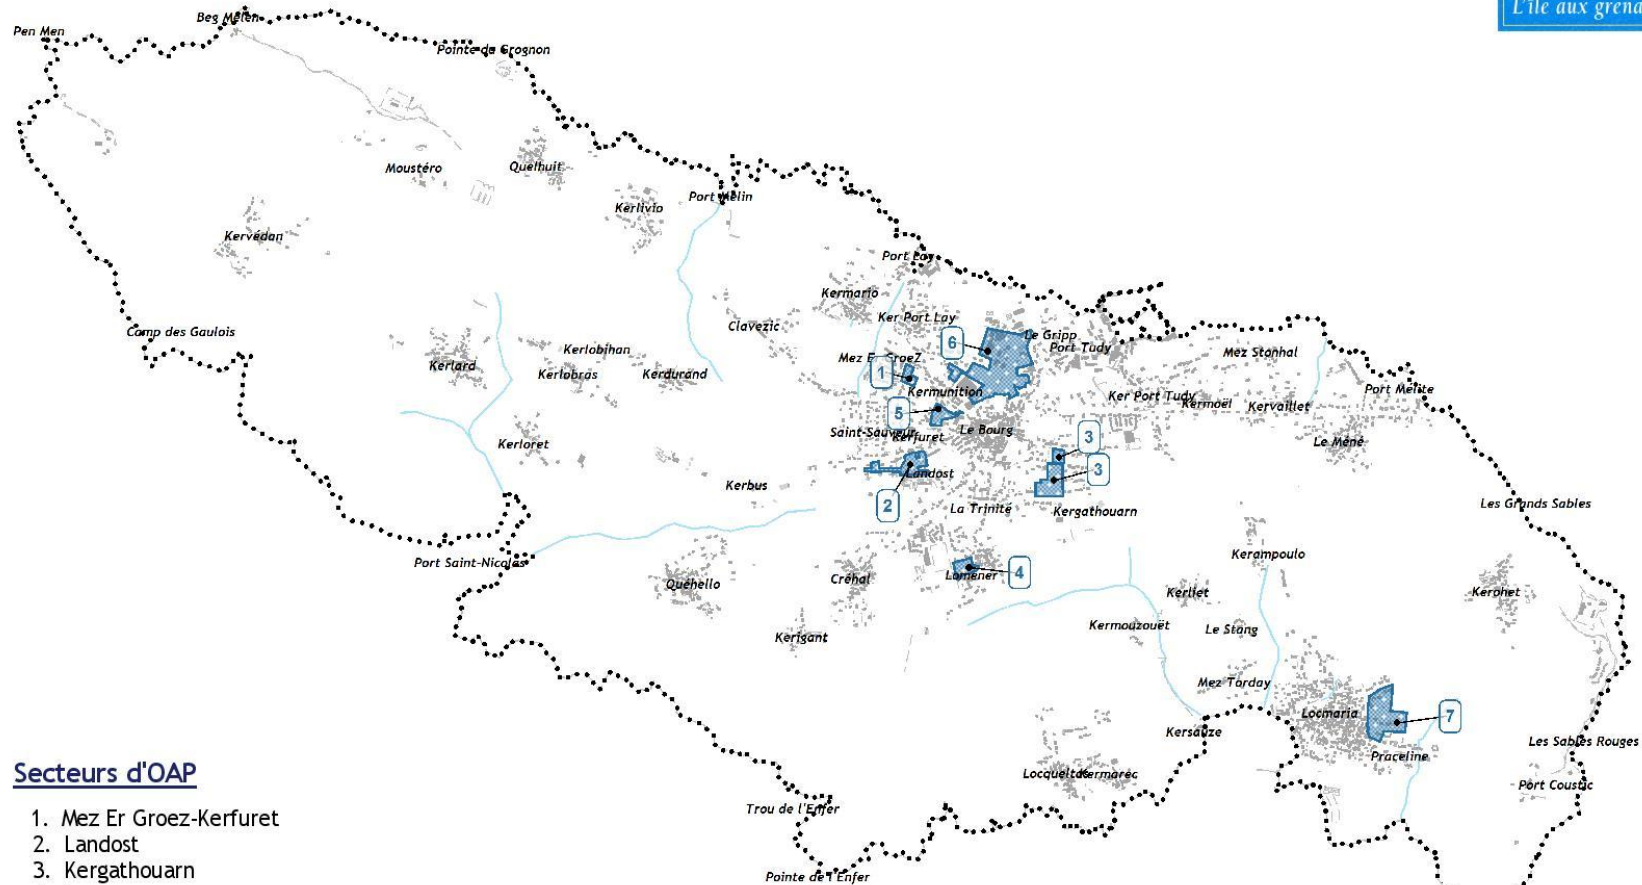 L'île aux grena
Pen Men
Beg Melen
Pointe du Grognon
Moustéro
Quelhuit
Kerlivio
Port Melin
Kervédan
Port Lay
Kermario
Ker Port Lay
Camp des Gaulois
Clavezic
Le Gripp
Port Tudy
Mez Stanhal
6
Mez Er GroeZ
Kerlard
Kerlobihan
Kerlobras
Kerdurand
1
Kermunition
Ker Port Tudy
Kermoël
Kervaillet
Port Melite
5
Kerloret
Saint-Sauveur
Kerfuret
Le Bourg
3
Le Méné
Landost
3
Kerbus
2
La Trinité
Kergathouarn
Les Grands Sables
Port Saint-Nicolas
Kerampoulo
Quéhello
Créhal
Lomener
4
Kerliet
Kerohet
Kerigant
Kermouzouët
Le Stang
Mez Tarday
Locmaria
7
Kersauze
Les Sables Rouges
Praceline
Locqueltas
Kermarec
Port Coustic
Trou de l'Enfer
Pointe de l'Enfer
Secteurs d'OAP
1. Mez Er Groez-Kerfuret
2. Landost
3. Kergathouarn